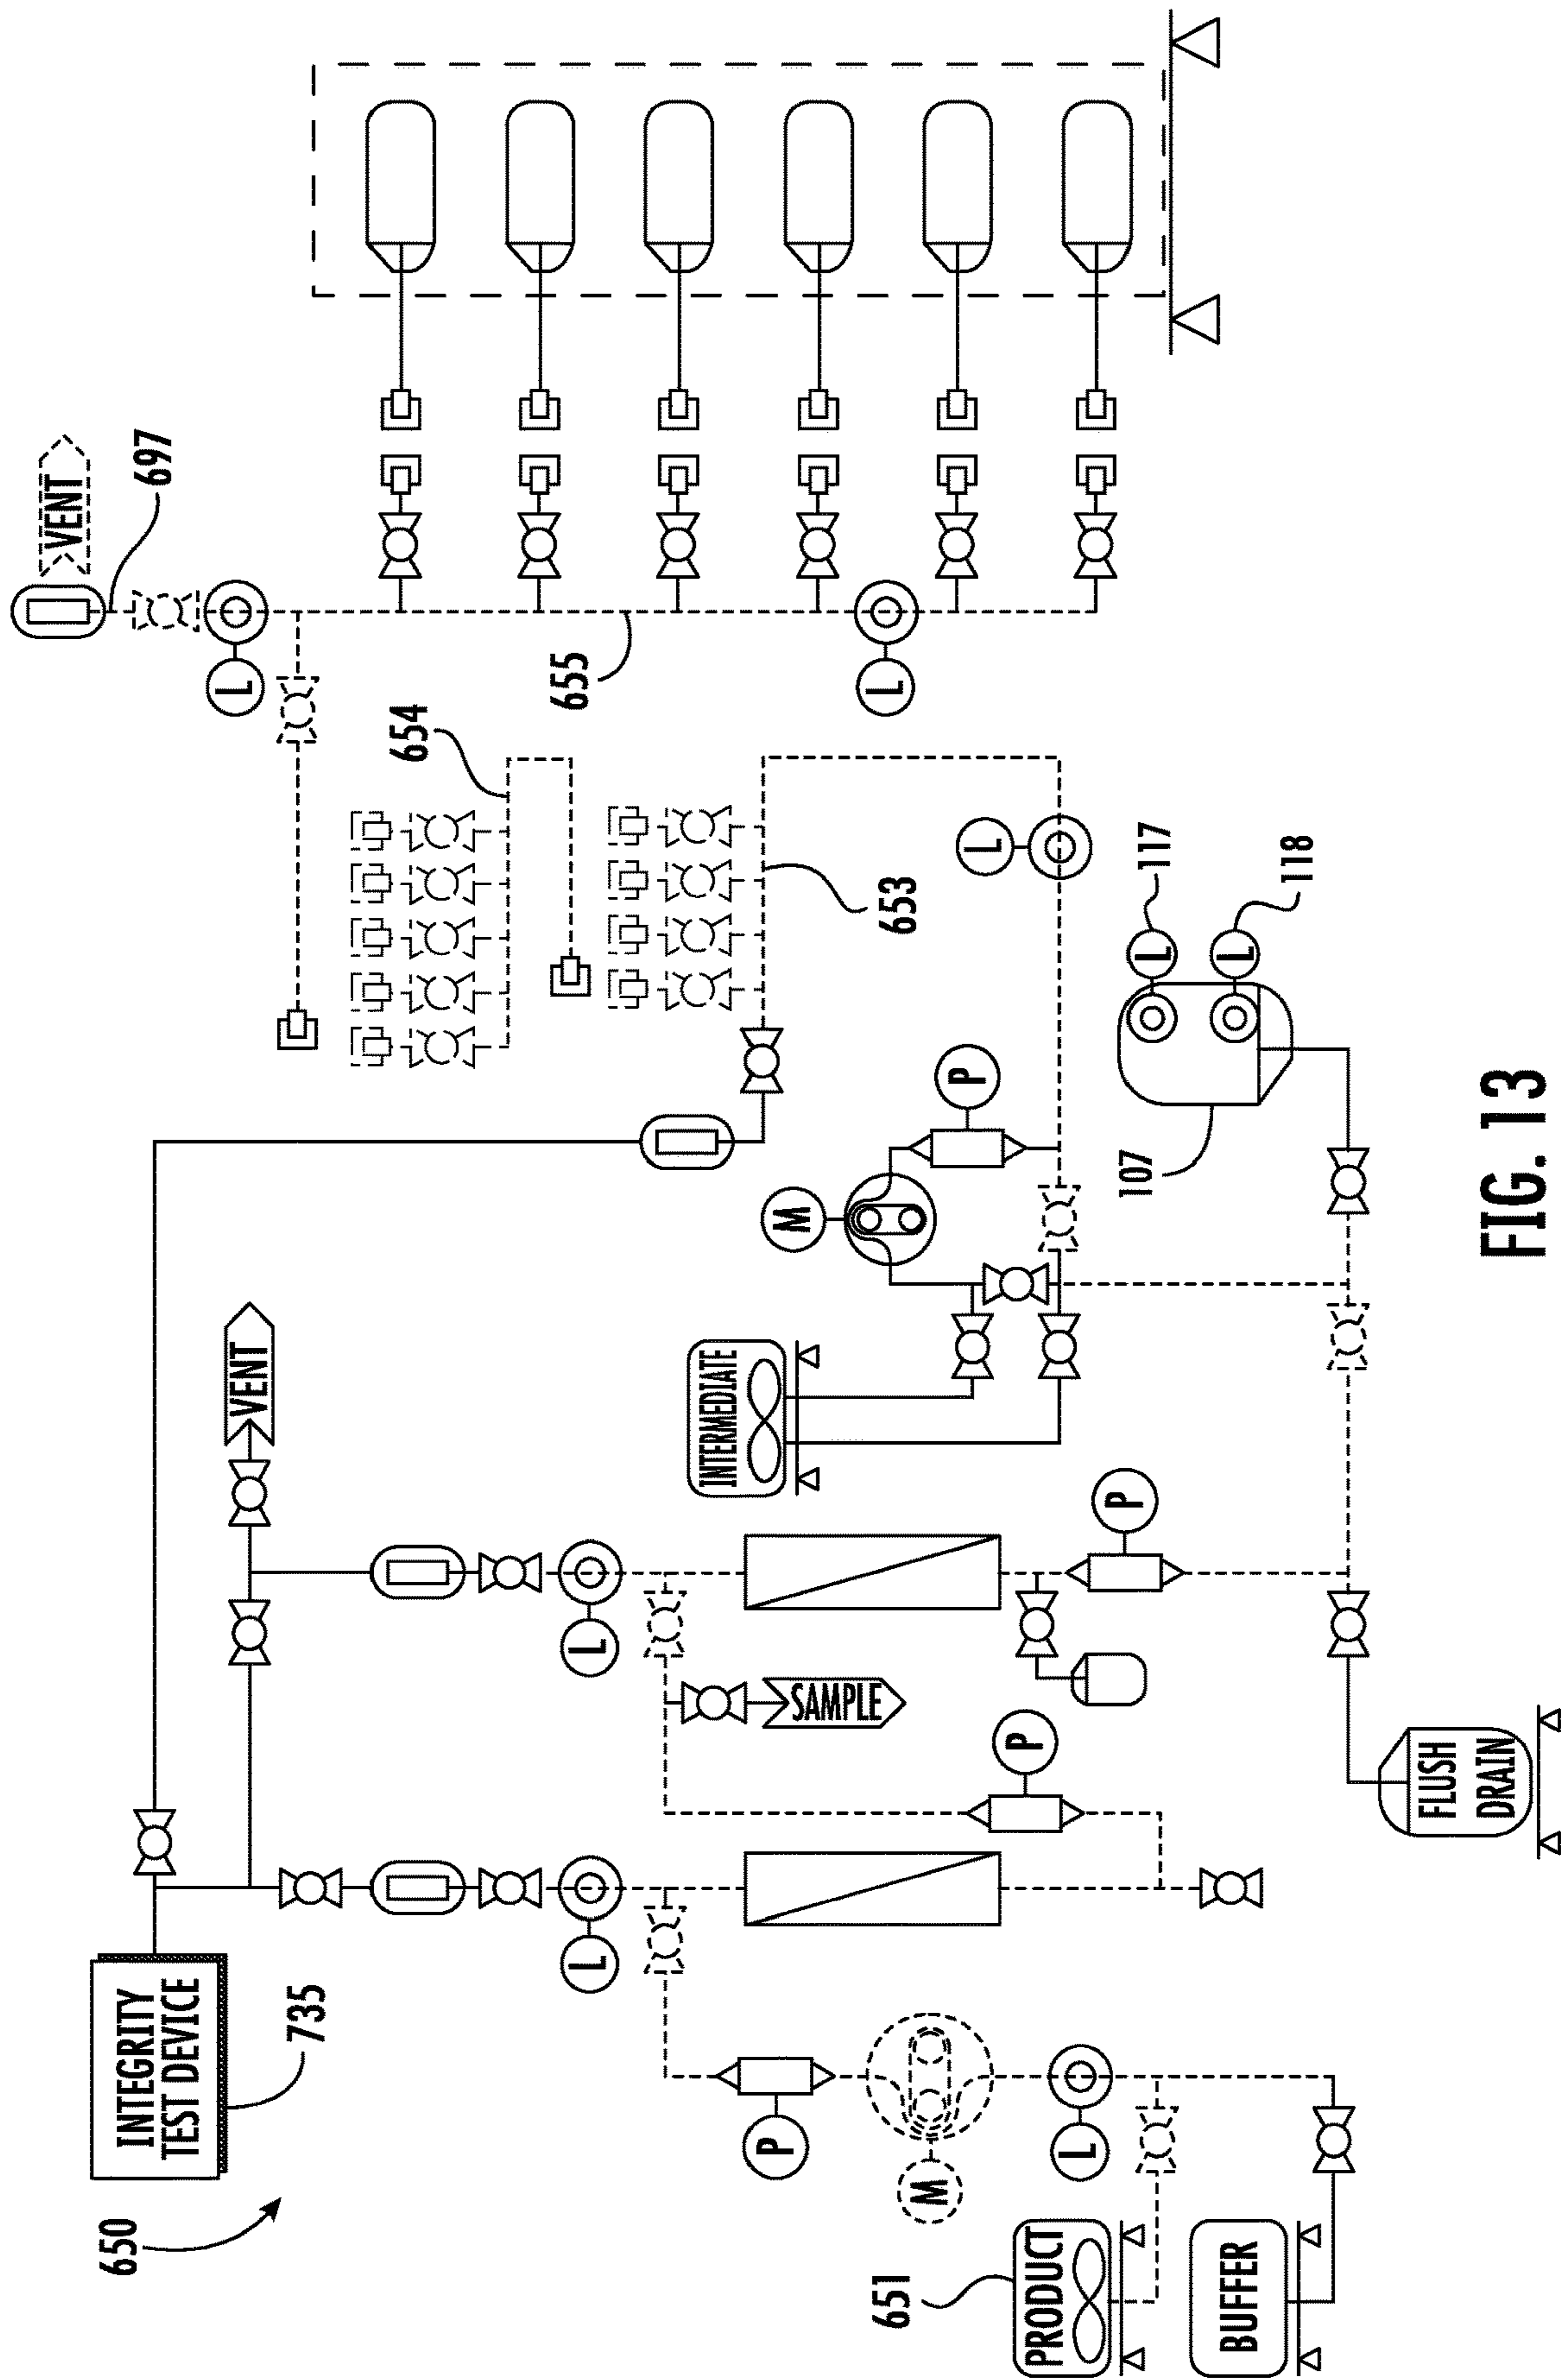 650
INTEGRITY
TEST DEVICE
735
VENT
VENT
697
L
L
655
654
653
L
L
SAMPLE
INTERMEDIATE
M
P
L
P
M
P
P
L
651
PRODUCT
BUFFER
FLUSH
DRAIN
107
L
117
L
118
FIG. 13